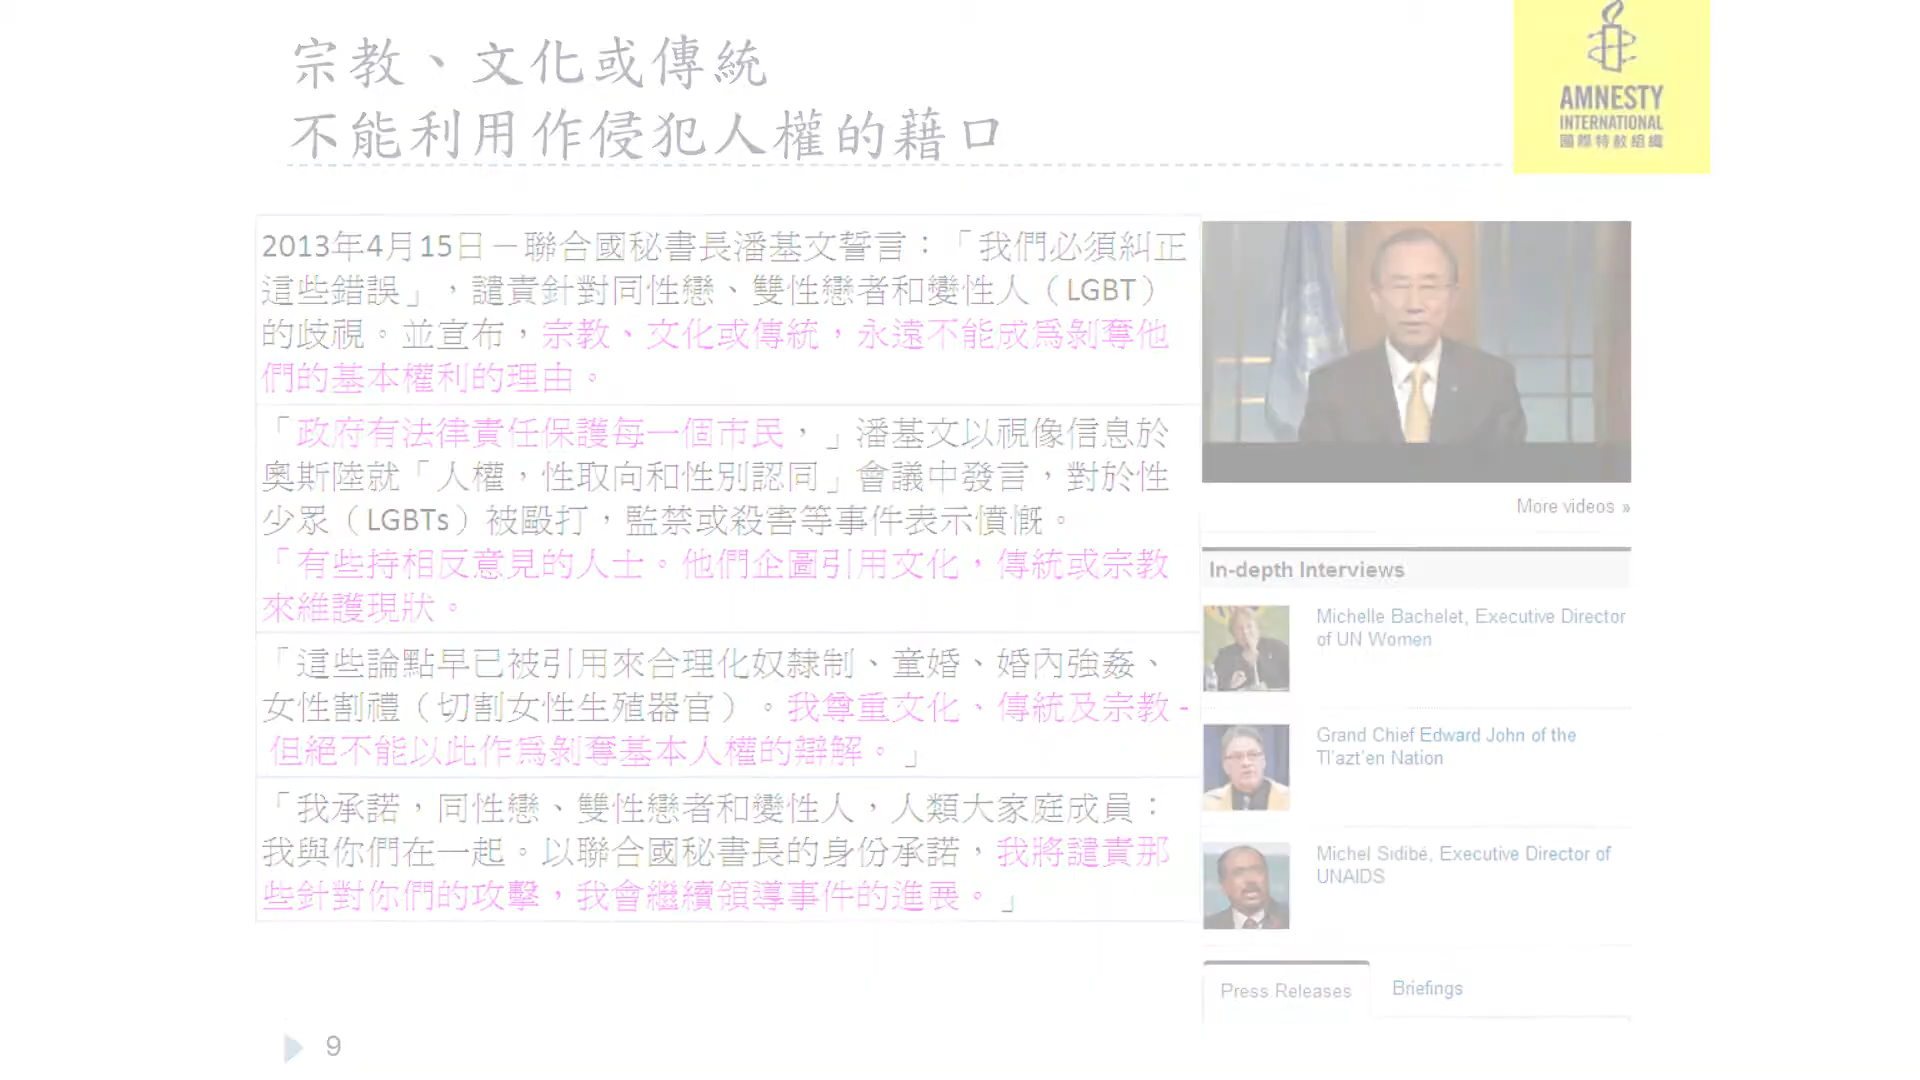 宗教、文化或傳統
不能利用作侵犯人權的藉口
AMNESTY
INTERNATIONAL
國際特赦組織
2013年4月15日－聯合國秘書長潘基文誓言：「我們必須糾正
這些錯誤」，譴責針對同性戀、雙性戀者和變性人（LGBT）
的歧視。並宣布，宗教、文化或傳統，永遠不能成為剝奪他
們的基本權利的理由。
「政府有法律責任保護每一個市民，」潘基文以視像信息於
奧斯陸就「人權，性取向和性別認同」會議中發言，對於性
少眾（LGBTs）被毆打，監禁或殺害等事件表示憤慨。
「有些持相反意見的人士。他們企圖引用文化，傳統或宗教
來維護現狀。
「這些論點早已被引用來合理化奴隸制、童婚、婚內強姦、
女性割禮（切割女性生殖器官）。我尊重文化、傳統及宗教 -
但絕不能以此作為剝奪基本人權的辯解。」
「我承諾，同性戀、雙性戀者和變性人，人類大家庭成員：
我與你們在一起。以聯合國秘書長的身份承諾，我將譴責那
些針對你們的攻擊，我會繼續領導事件的進展。」
More videos »
In-depth Interviews
Michelle Bachelet, Executive Director
of UN Women
Grand Chief Edward John of the
Tl'azt'en Nation
Michel Sidibé, Executive Director of
UNAIDS
Press Releases
Briefings
9